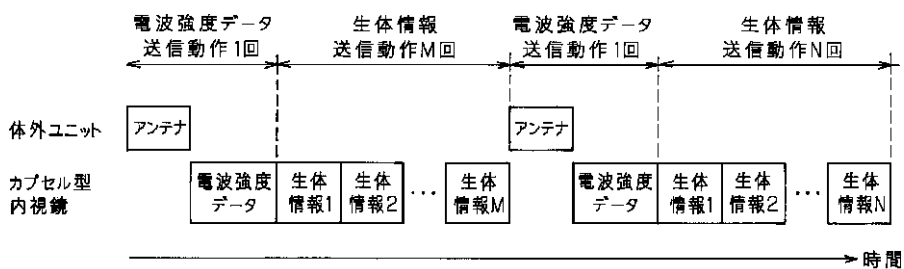 電波強度データ
送信動作1回
生体情報
送信動作M回
電波強度データ
送信動作1回
生体情報
送信動作N回
体外ユニット
アンテナ
アンテナ
カプセル型
内視鏡
電波強度
データ
生体
情報1
生体
情報2
…
生体
情報M
電波強度
データ
生体
情報1
生体
情報2
…
生体
情報N
時間